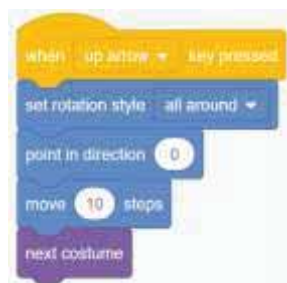 when up arrow key pressed
set rotation style all around
point in direction 0
move 10 steps
next costume